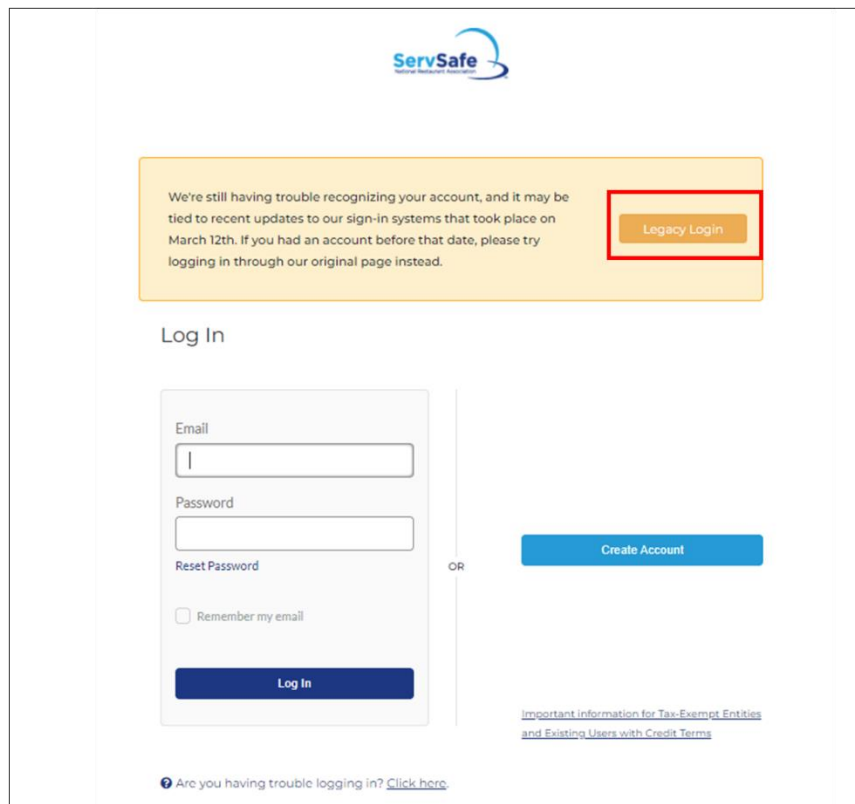 ServSafe
National Restaurant Association
We're still having trouble recognizing your account, and it may be
tied to recent updates to our sign-in systems that took place on
March 12th. If you had an account before that date, please try
logging in through our original page instead.
Legacy Login
Log In
Email
Password
Reset Password
Remember my email
Log In
OR
Create Account
Important information for Tax-Exempt Entities
and Existing Users with Credit Terms
Are you having trouble logging in? Click here.